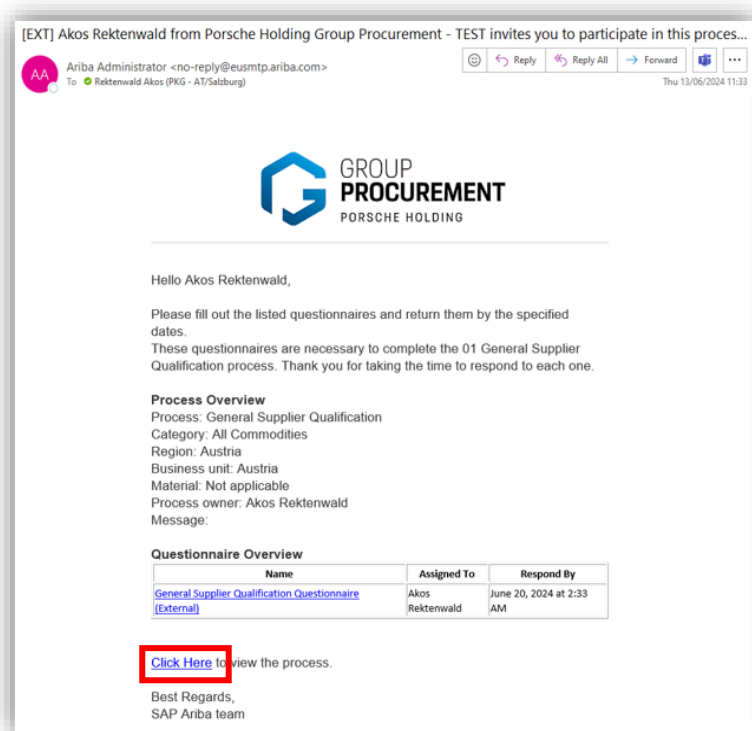 [EXT] Akos Rektenwald from Porsche Holding Group Procurement - TEST invites you to participate in this proces...
AA
Ariba Administrator <no-reply@eusmtp.ariba.com>
To Rektenwald Akos (PKG - AT/Salzburg)
Reply
Reply All
Forward
Thu 13/06/2024 11:33
GROUP
PROCUREMENT
PORSCHE HOLDING
Hello Akos Rektenwald,
Please fill out the listed questionnaires and return them by the specified
dates.
These questionnaires are necessary to complete the 01 General Supplier
Qualification process. Thank you for taking the time to respond to each one.
Process Overview
Process: General Supplier Qualification
Category: All Commodities
Region: Austria
Business unit: Austria
Material: Not applicable
Process owner: Akos Rektenwald
Message:
Questionnaire Overview
Name Assigned To Respond By
General Supplier Qualification Questionnaire Akos June 20, 2024 at 2:33
(External) Rektenwald AM
Click Here to view the process.
Best Regards,
SAP Ariba team